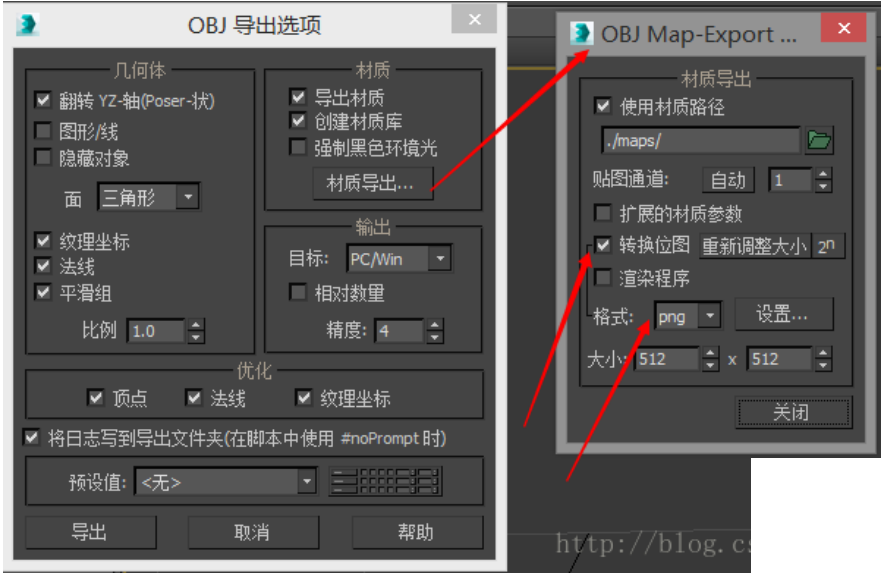 OBJ 导出选项
几何体
翻转 YZ-轴(Poser-状)
图形/线
隐藏对象
面 三角形
纹理坐标
法线
平滑组
比例 1.0
材质
导出材质
创建材质库
强制黑色环境光
材质导出...
输出
目标: PC/Win
相对数量
精度: 4
优化
顶点 法线 纹理坐标
将日志写到导出文件夹(在脚本中使用 #noPrompt 时)
预设值: <无>
导出 取消 帮助
OBJ Map-Export ...
材质导出
使用材质路径
./maps/
贴图通道: 自动 1
扩展的材质参数
转换位图 重新调整大小 2ⁿ
渲染程序
格式: png 设置...
大小: 512 x 512
关闭
http://blog.cs